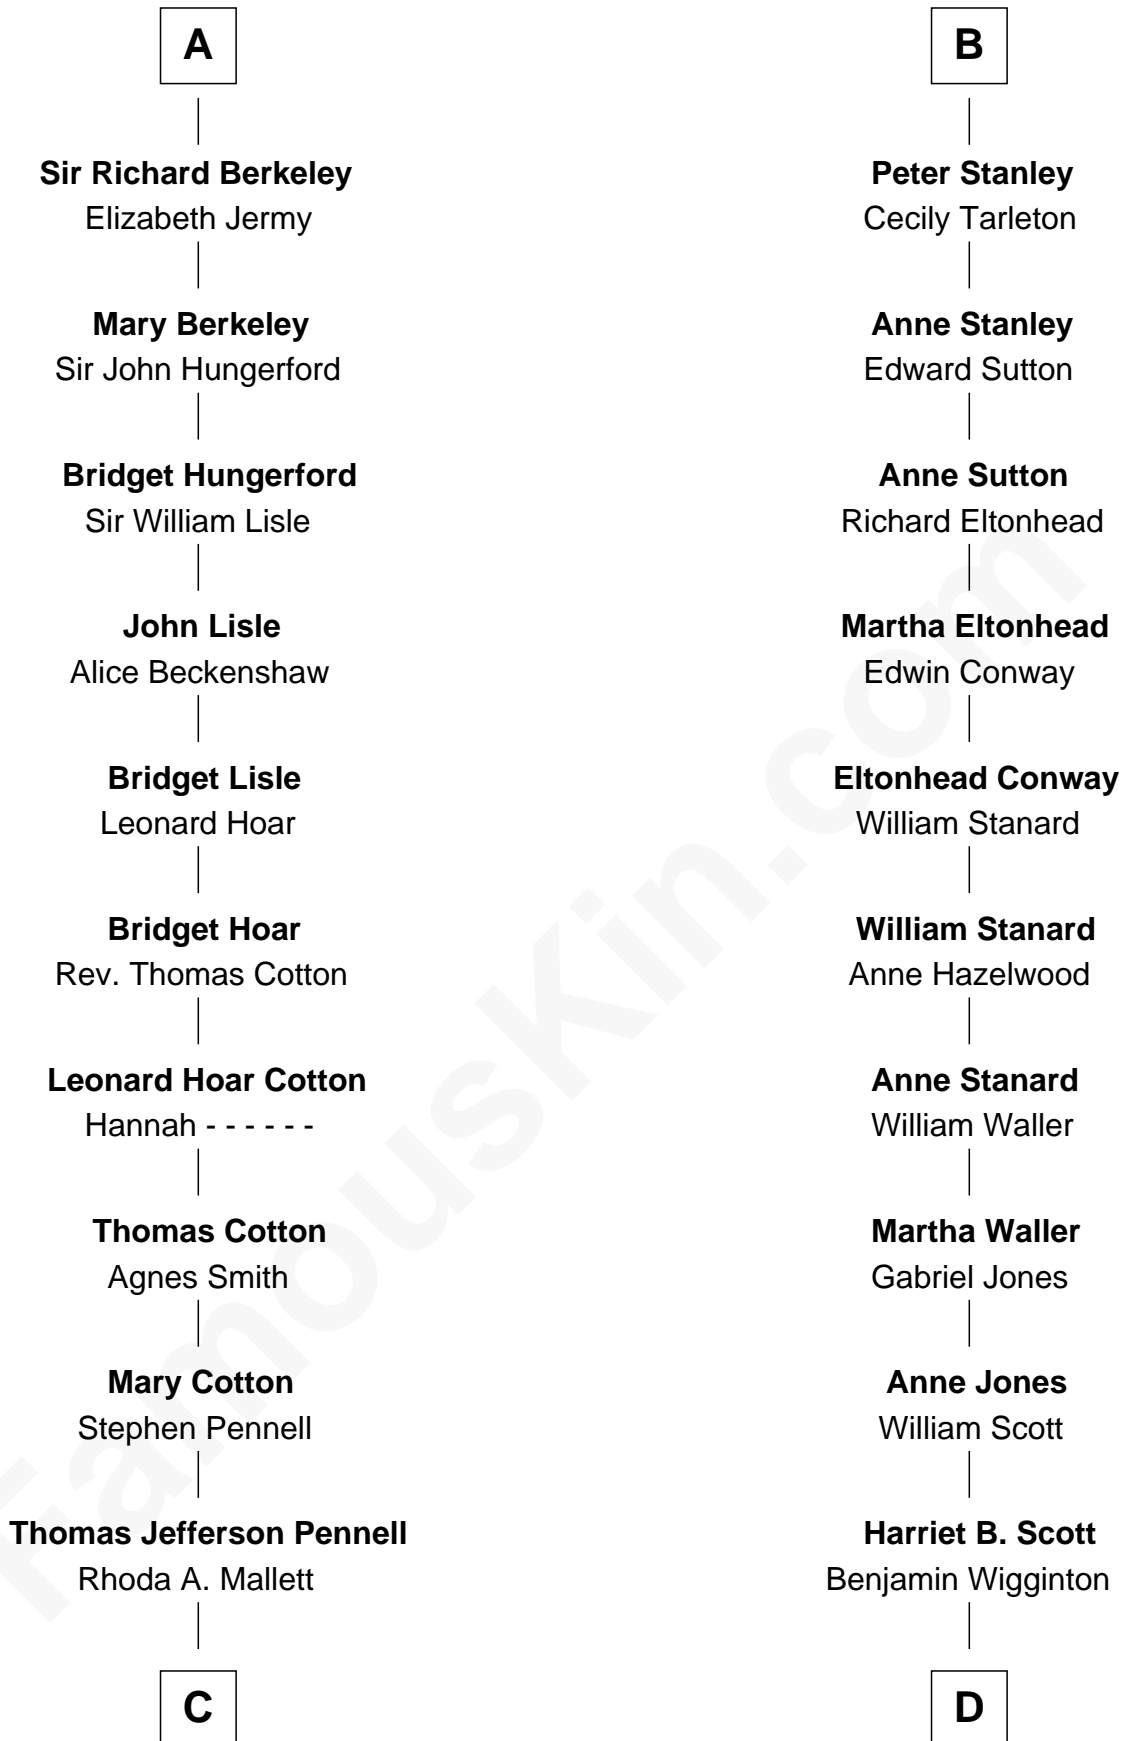 A
Sir Richard Berkeley
Elizabeth Jermy
Mary Berkeley
Sir John Hungerford
Bridget Hungerford
Sir William Lisle
John Lisle
Alice Beckenshaw
Bridget Lisle
Leonard Hoar
Bridget Hoar
Rev. Thomas Cotton
Leonard Hoar Cotton
Hannah - - - - - -
Thomas Cotton
Agnes Smith
Mary Cotton
Stephen Pennell
Thomas Jefferson Pennell
Rhoda A. Mallett
C
B
Peter Stanley
Cecily Tarleton
Anne Stanley
Edward Sutton
Anne Sutton
Richard Eltonhead
Martha Eltonhead
Edwin Conway
Eltonhead Conway
William Stanard
William Stanard
Anne Hazelwood
Anne Stanard
William Waller
Martha Waller
Gabriel Jones
Anne Jones
William Scott
Harriet B. Scott
Benjamin Wigginton
D
FamousKin.com